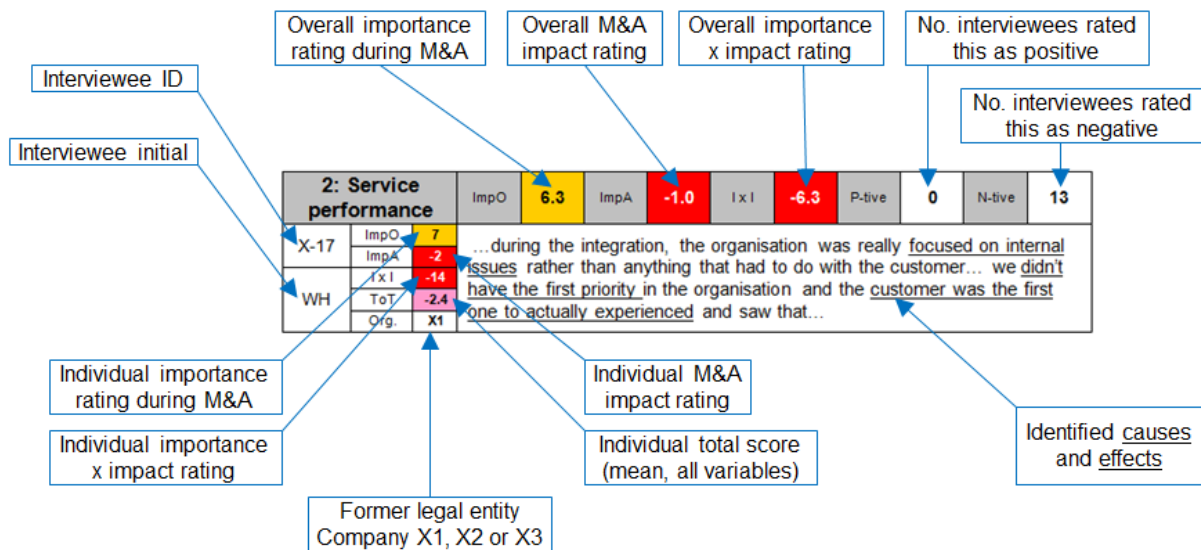 Overall importance
rating during M&A
Overall M&A
impact rating
Overall importance
x impact rating
No. interviewees rated
this as positive
Interviewee ID
No. interviewees rated
this as negative
Interviewee initial
2: Service
performance
ImpO
6.3
ImpA
-1.0
I x I
-6.3
P-tive
0
N-tive
13
X-17
ImpO
7
ImpA
-2
WH
I x I
-14
ToT
-2.4
Org.
X1
…during the integration, the organisation was really focused on internal
issues rather than anything that had to do with the customer… we didn't
have the first priority in the organisation and the customer was the first
one to actually experienced and saw that…
Individual importance
rating during M&A
Individual M&A
impact rating
Individual importance
x impact rating
Individual total score
(mean, all variables)
Identified causes
and effects
Former legal entity
Company X1, X2 or X3